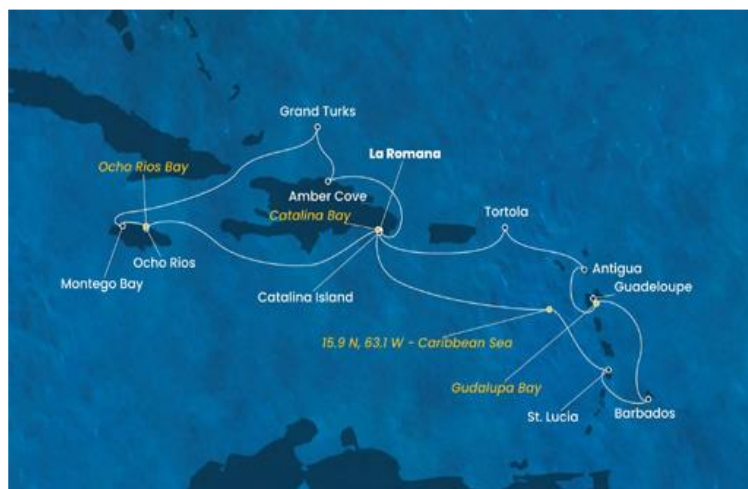 Grand Turks
Ocho Rios Bay
La Romana
Amber Cove
Catalina Bay
Tortola
Ocho Rios
Montego Bay
Antigua
Guadeloupe
Catalina Island
15.9 N, 63.1 W - Caribbean Sea
Gudalupa Bay
St. Lucia
Barbados